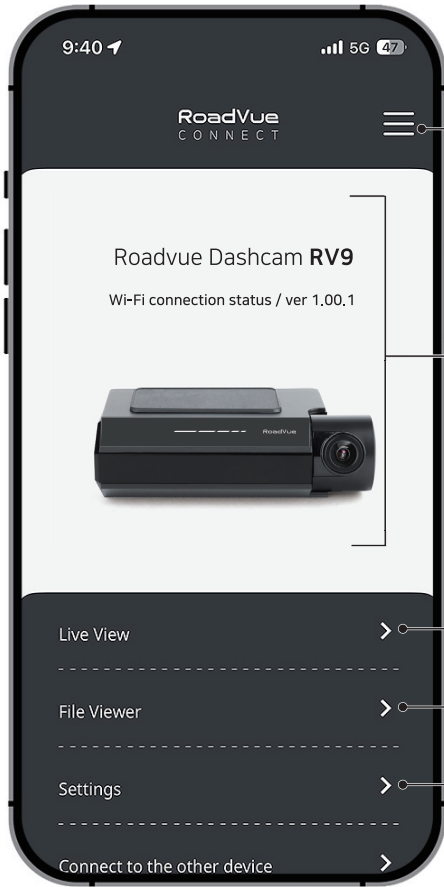 9:40
5G 47
RoadVue
CONNECT
Roadvue Dashcam RV9
Wi-Fi connection status / ver 1.00.1
RoadVue
Live View
File Viewer
Settings
Connect to the other device